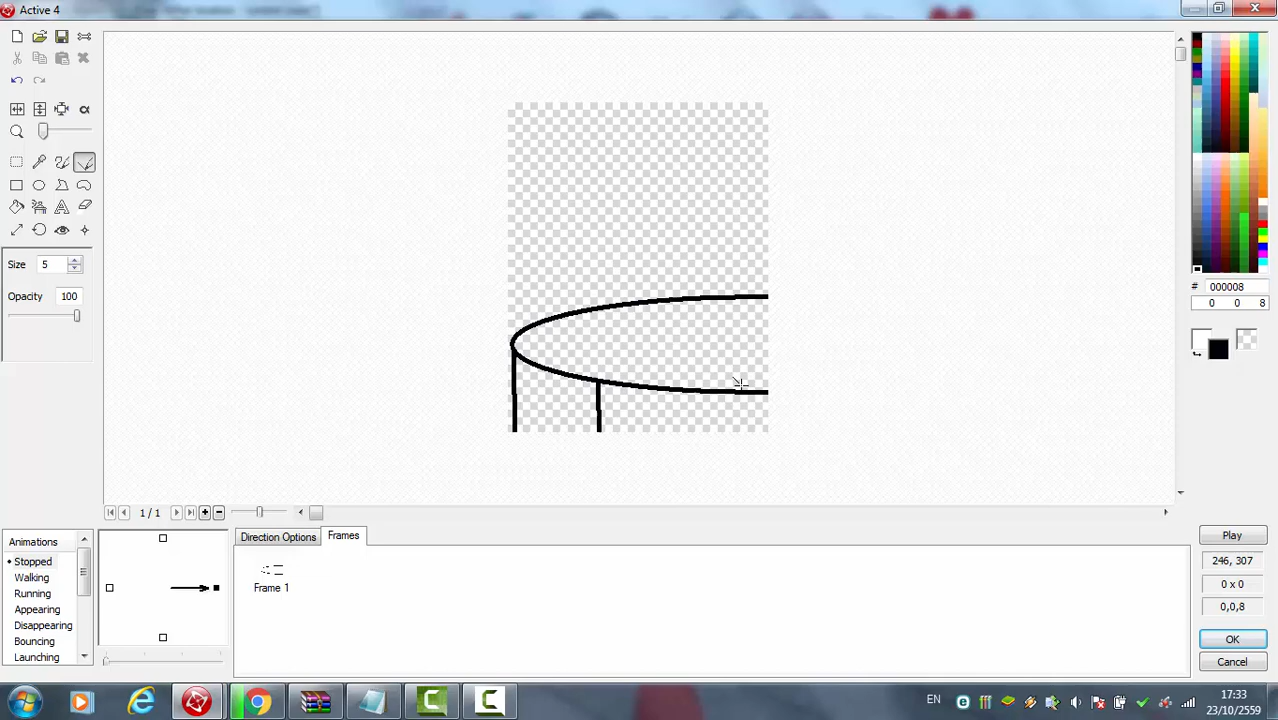 Active 4
Size 5
Opacity 100
# 000008
0 0 8
1 / 1
Animations
Stopped
Walking
Running
Appearing
Disappearing
Bouncing
Launching
Direction Options
Frames
Frame 1
Play
246, 307
0 x 0
0,0,8
OK
Cancel
EN
17:33
23/10/2559